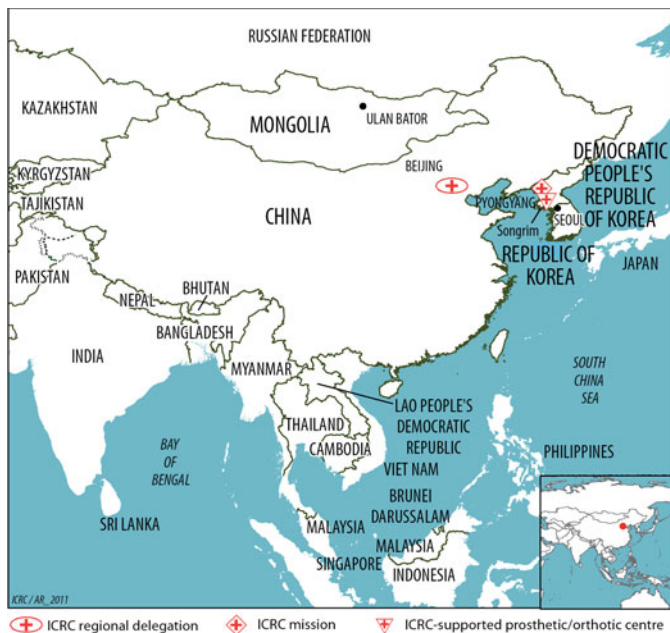 RUSSIAN FEDERATION
KAZAKHSTAN
MONGOLIA
ULAN BATOR
KYRGYZSTAN
TAJIKISTAN
BEIJING
DEMOCRATIC
PEOPLE'S
REPUBLIC
OF KOREA
PYONGYANG
SEOUL
Songrim
CHINA
REPUBLIC OF
KOREA
JAPAN
PAKISTAN
NEPAL
BHUTAN
BANGLADESH
INDIA
MYANMAR
SOUTH
CHINA
SEA
LAO PEOPLE'S
DEMOCRATIC
REPUBLIC
THAILAND
CAMBODIA
VIET NAM
BAY
OF
BENGAL
PHILIPPINES
BRUNEI
DARUSSALAM
SRI LANKA
MALAYSIA
MALAYSIA
SINGAPORE
INDONESIA
ICRC / AR_2011
ICRC regional delegation
ICRC mission
ICRC-supported prosthetic/orthotic centre